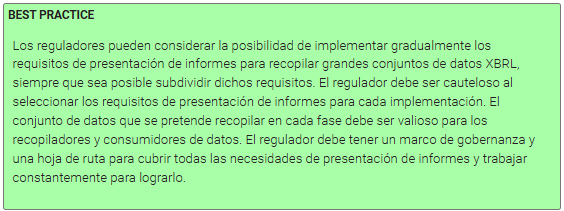 BEST PRACTICE
Los reguladores pueden considerar la posibilidad de implementar gradualmente los
requisitos de presentación de informes para recopilar grandes conjuntos de datos XBRL,
siempre que sea posible subdividir dichos requisitos. El regulador debe ser cauteloso al
seleccionar los requisitos de presentación de informes para cada implementación. El
conjunto de datos que se pretende recopilar en cada fase debe ser valioso para los
recopiladores y consumidores de datos. El regulador debe tener un marco de gobernanza y
una hoja de ruta para cubrir todas las necesidades de presentación de informes y trabajar
constantemente para lograrlo.